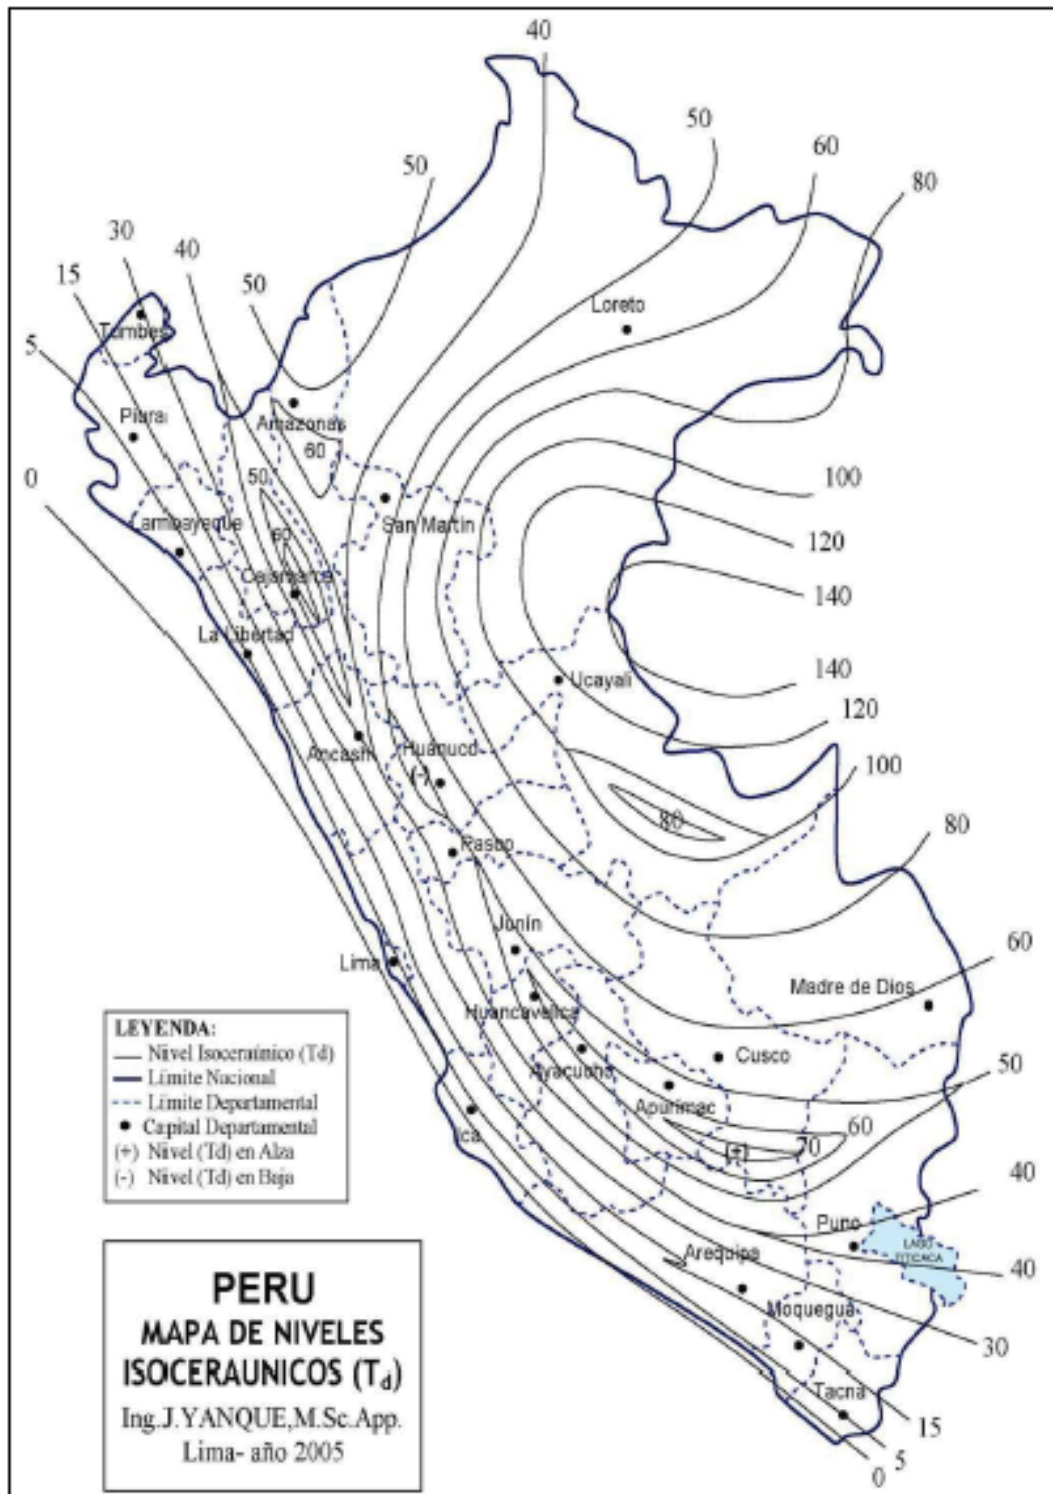 40
50
60
80
50
30
40
15
50
5
0
Tumbes
Piura
Lambayeque
Amazonas
60
50
60
Cajamarca
La Libertad
San Martín
Loreto
100
120
140
140
120
100
80
60
50
40
40
30
15
5
0
Ucayali
Ancash
Huánuco
(-)
80
Pasco
Junín
Lima
Huancavelica
Ayacucho
Madre de Dios
Cusco
Apurímac
Ica
60
70
[+]
Puno
LAGO
TITICACA
Arequipa
Moquegua
Tacna
LEYENDA:
Nivel Isoceraúnico (Td)
Límite Nacional
Límite Departamental
Capital Departamental
(+) Nivel (Td) en Alza
(-) Nivel (Td) en Baja
PERU
MAPA DE NIVELES
ISOCERAUNICOS (Td)
Ing.J.YANQUE,M.Sc.App.
Lima- año 2005